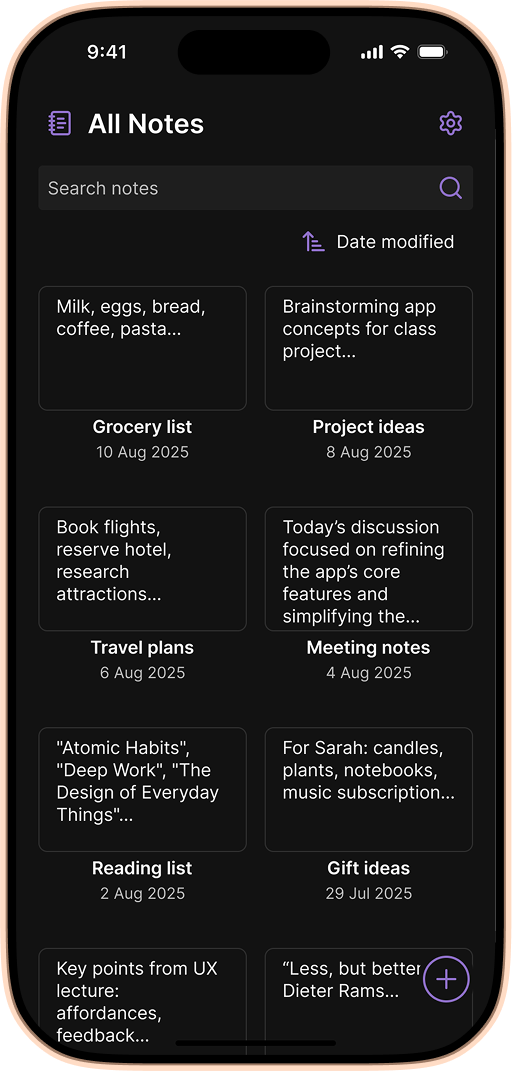 9:41
All Notes
Search notes
Date modified
Milk, eggs, bread,
coffee, pasta...
Grocery list
10 Aug 2025
Brainstorming app
concepts for class
project...
Project ideas
8 Aug 2025
Book flights,
reserve hotel,
research
attractions...
Travel plans
6 Aug 2025
Today’s discussion
focused on refining
the app’s core
features and
simplifying the...
Meeting notes
4 Aug 2025
"Atomic Habits",
"Deep Work", "The
Design of Everyday
Things"...
Reading list
2 Aug 2025
For Sarah: candles,
plants, notebooks,
music subscription...
Gift ideas
29 Jul 2025
Key points from UX
lecture:
affordances,
feedback...
“Less, but better
Dieter Rams...